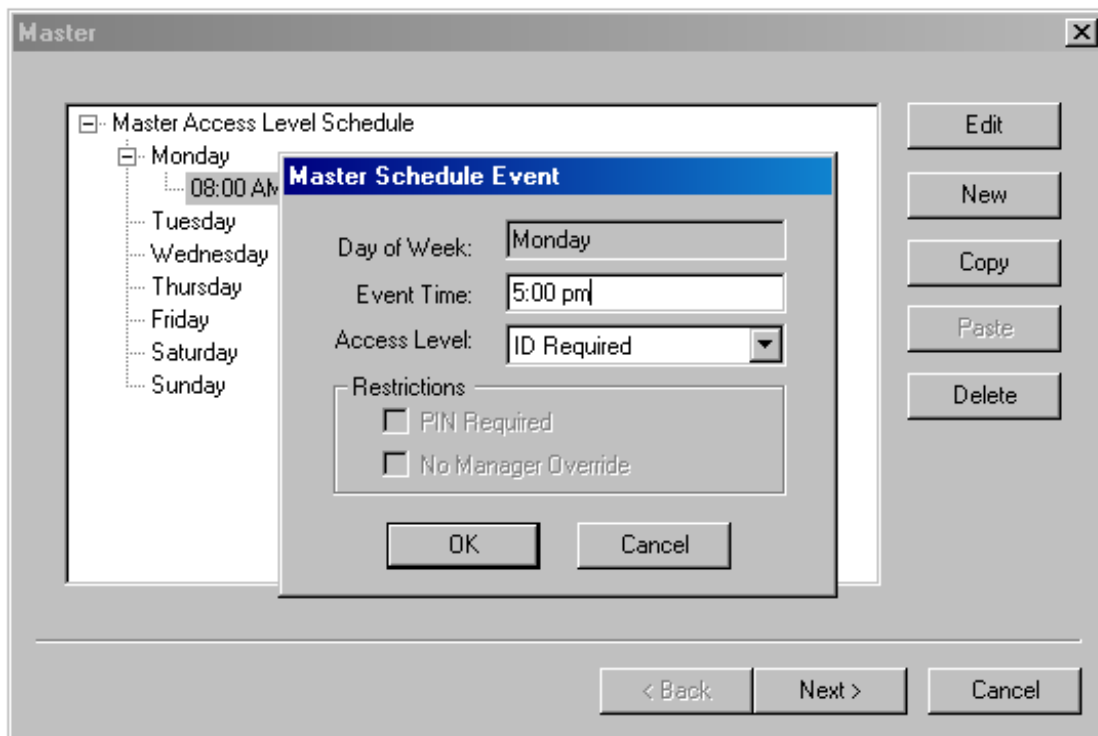 Master
Master Access Level Schedule
Monday
08:00 AM
Tuesday
Wednesday
Thursday
Friday
Saturday
Sunday
Master Schedule Event
Day of Week: Monday
Event Time: 5:00 pm
Access Level: ID Required
Restrictions
PIN Required
No Manager Override
OK Cancel
Edit
New
Copy
Paste
Delete
< Back Next > Cancel